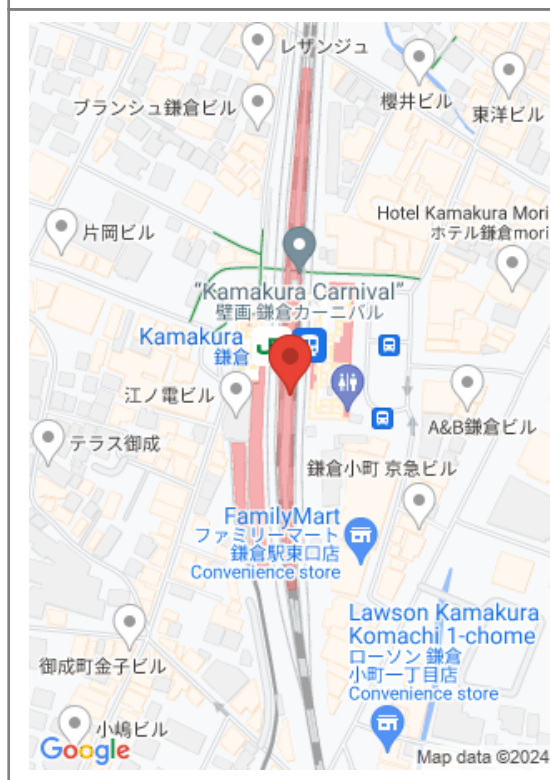 レザンジュ
ブランシュ鎌倉ビル
櫻井ビル
東洋ビル
片岡ビル
Hotel Kamakura Mori
ホテル鎌倉mori
“Kamakura Carnival”
壁画 鎌倉カーニバル
Kamakura
鎌倉
江ノ電ビル
A&B鎌倉ビル
テラス御成
鎌倉小町 京急ビル
FamilyMart
ファミリーマート
鎌倉駅東口店
Convenience store
Lawson Kamakura
Komachi 1-chome
ローソン 鎌倉
小町一丁目店
Convenience store
御成町金子ビル
小嶋ビル
Google
Map data ©2024